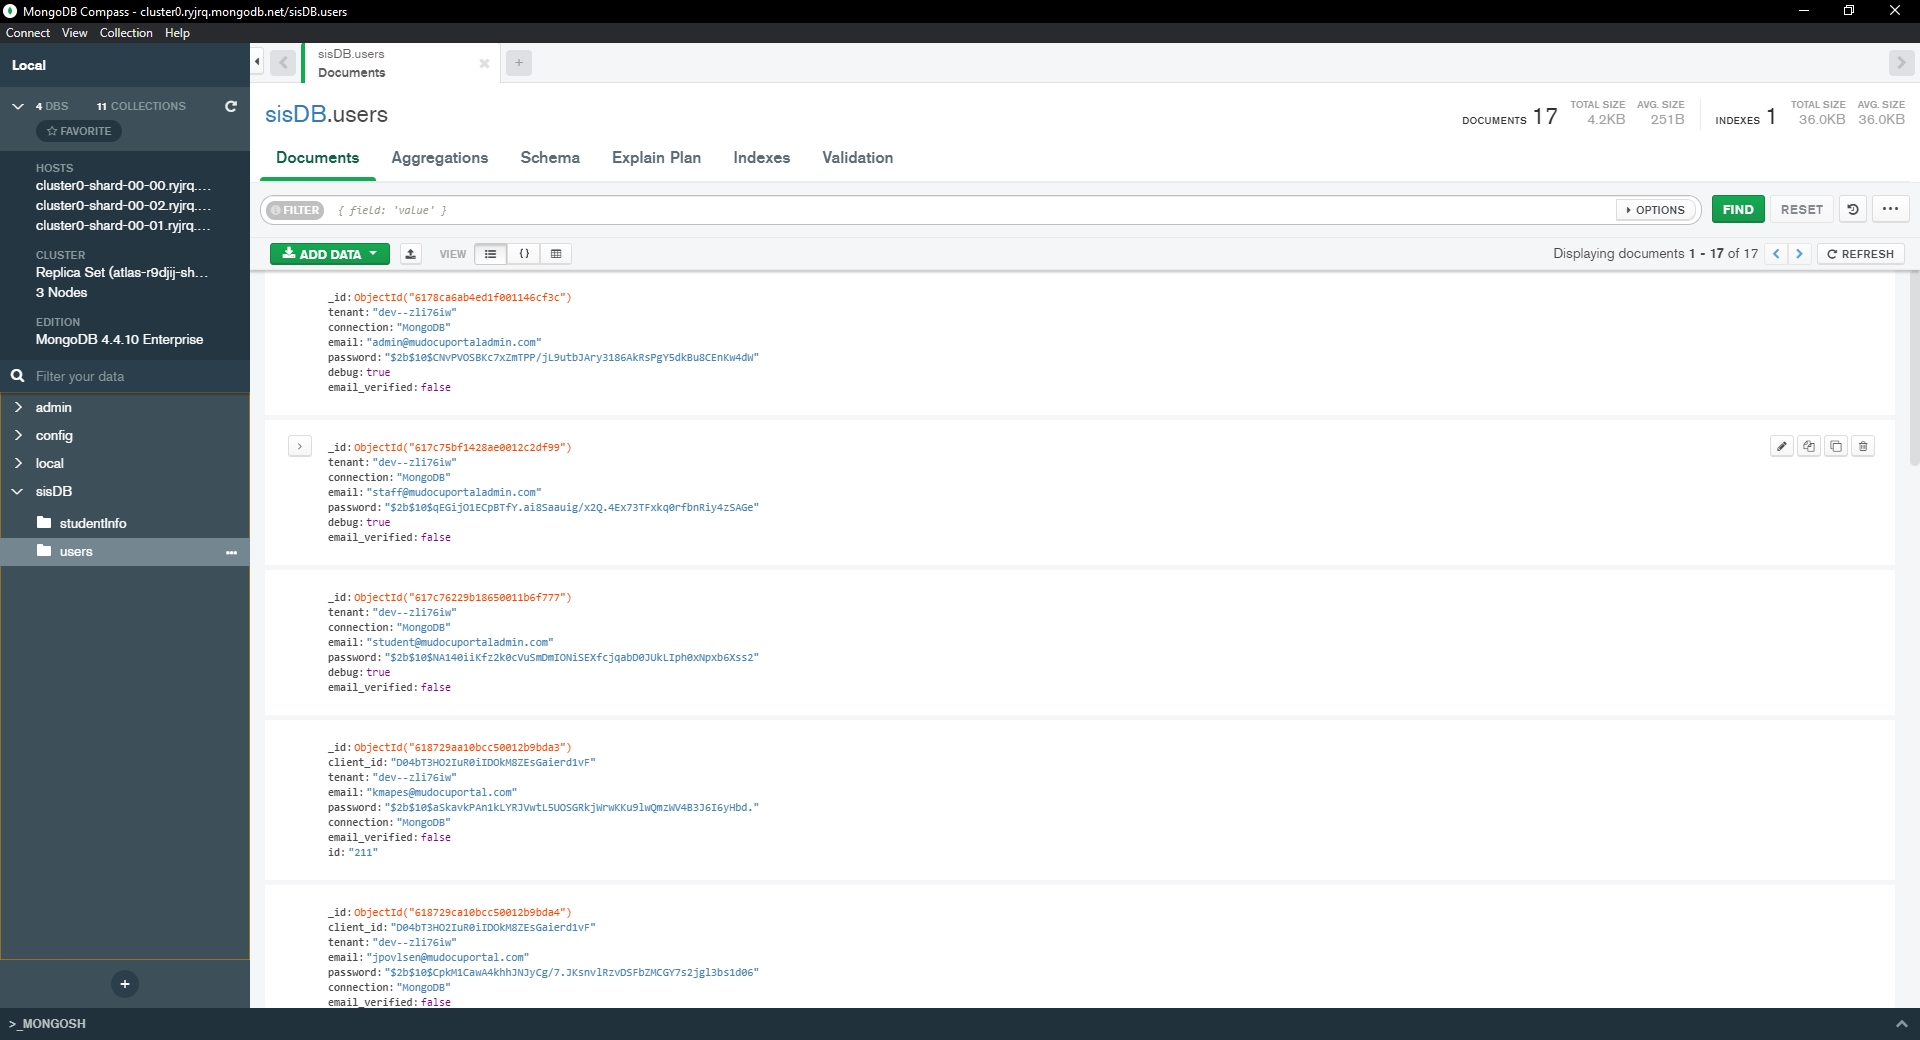 MongoDB Compass - cluster0.ryjrq.mongodb.net/sisDB.users
Connect View Collection Help
Local
4 DBS 11 COLLECTIONS
FAVORITE
HOSTS
cluster0-shard-00-00.ryjrq....
cluster0-shard-00-02.ryjrq....
cluster0-shard-00-01.ryjrq....
CLUSTER
Replica Set (atlas-r9djij-sh...
3 Nodes
EDITION
MongoDB 4.4.10 Enterprise
Filter your data
admin
config
local
sisDB
studentInfo
users
>_MONGOSH
sisDB.users
Documents
sisDB.users
DOCUMENTS 17 TOTAL SIZE 4.2KB AVG. SIZE 251B INDEXES 1 TOTAL SIZE 36.0KB AVG. SIZE 36.0KB
Documents Aggregations Schema Explain Plan Indexes Validation
FILTER { field: 'value' } OPTIONS FIND RESET
ADD DATA VIEW Displaying documents 1 - 17 of 17 REFRESH
_id: ObjectId("6178ca6ab4ed1f001146cf3c")
tenant: "dev--zli76iw"
connection: "MongoDB"
email: "admin@mudocuportaladmin.com"
password: "$2b$10$CNvPVOSBKc7xZmTPP/jL9utbJAry3186AkRsPgY5dkBu8CEnKw4dW"
debug: true
email_verified: false
_id: ObjectId("617c75bf1428ae0012c2df99")
tenant: "dev--zli76iw"
connection: "MongoDB"
email: "staff@mudocuportaladmin.com"
password: "$2b$10$qEGijO1ECpBTfY.ai8Saauig/x2Q.4Ex73TFxkq0rfbnRiy4zSAGe"
debug: true
email_verified: false
_id: ObjectId("617c76229b18650011b6f777")
tenant: "dev--zli76iw"
connection: "MongoDB"
email: "student@mudocuportaladmin.com"
password: "$2b$10$NA140iiKfz2k0cVuSmDmIONiSEXfcjqabD0JUkLIph0xNpxb6Xss2"
debug: true
email_verified: false
_id: ObjectId("618729aa10bcc50012b9bda3")
client_id: "D04bT3HO2IuR0iIDOkM8ZEsGaierd1vF"
tenant: "dev--zli76iw"
email: "kmapes@mudocuportal.com"
password: "$2b$10$aSkavkPAn1kLYRJVwtL5UOSGRkjWrwKKu9lwQmzWV4B3J6I6yHbd."
connection: "MongoDB"
email_verified: false
id: "211"
_id: ObjectId("618729ca10bcc50012b9bda4")
client_id: "D04bT3HO2IuR0iIDOkM8ZEsGaierd1vF"
tenant: "dev--zli76iw"
email: "jpovlsen@mudocuportal.com"
password: "$2b$10$CpkM1CawA4khhJNJyCg/7.JKsnvlRzvDSFbZMCGY7s2jgl3bs1d06"
connection: "MongoDB"
email_verified: false